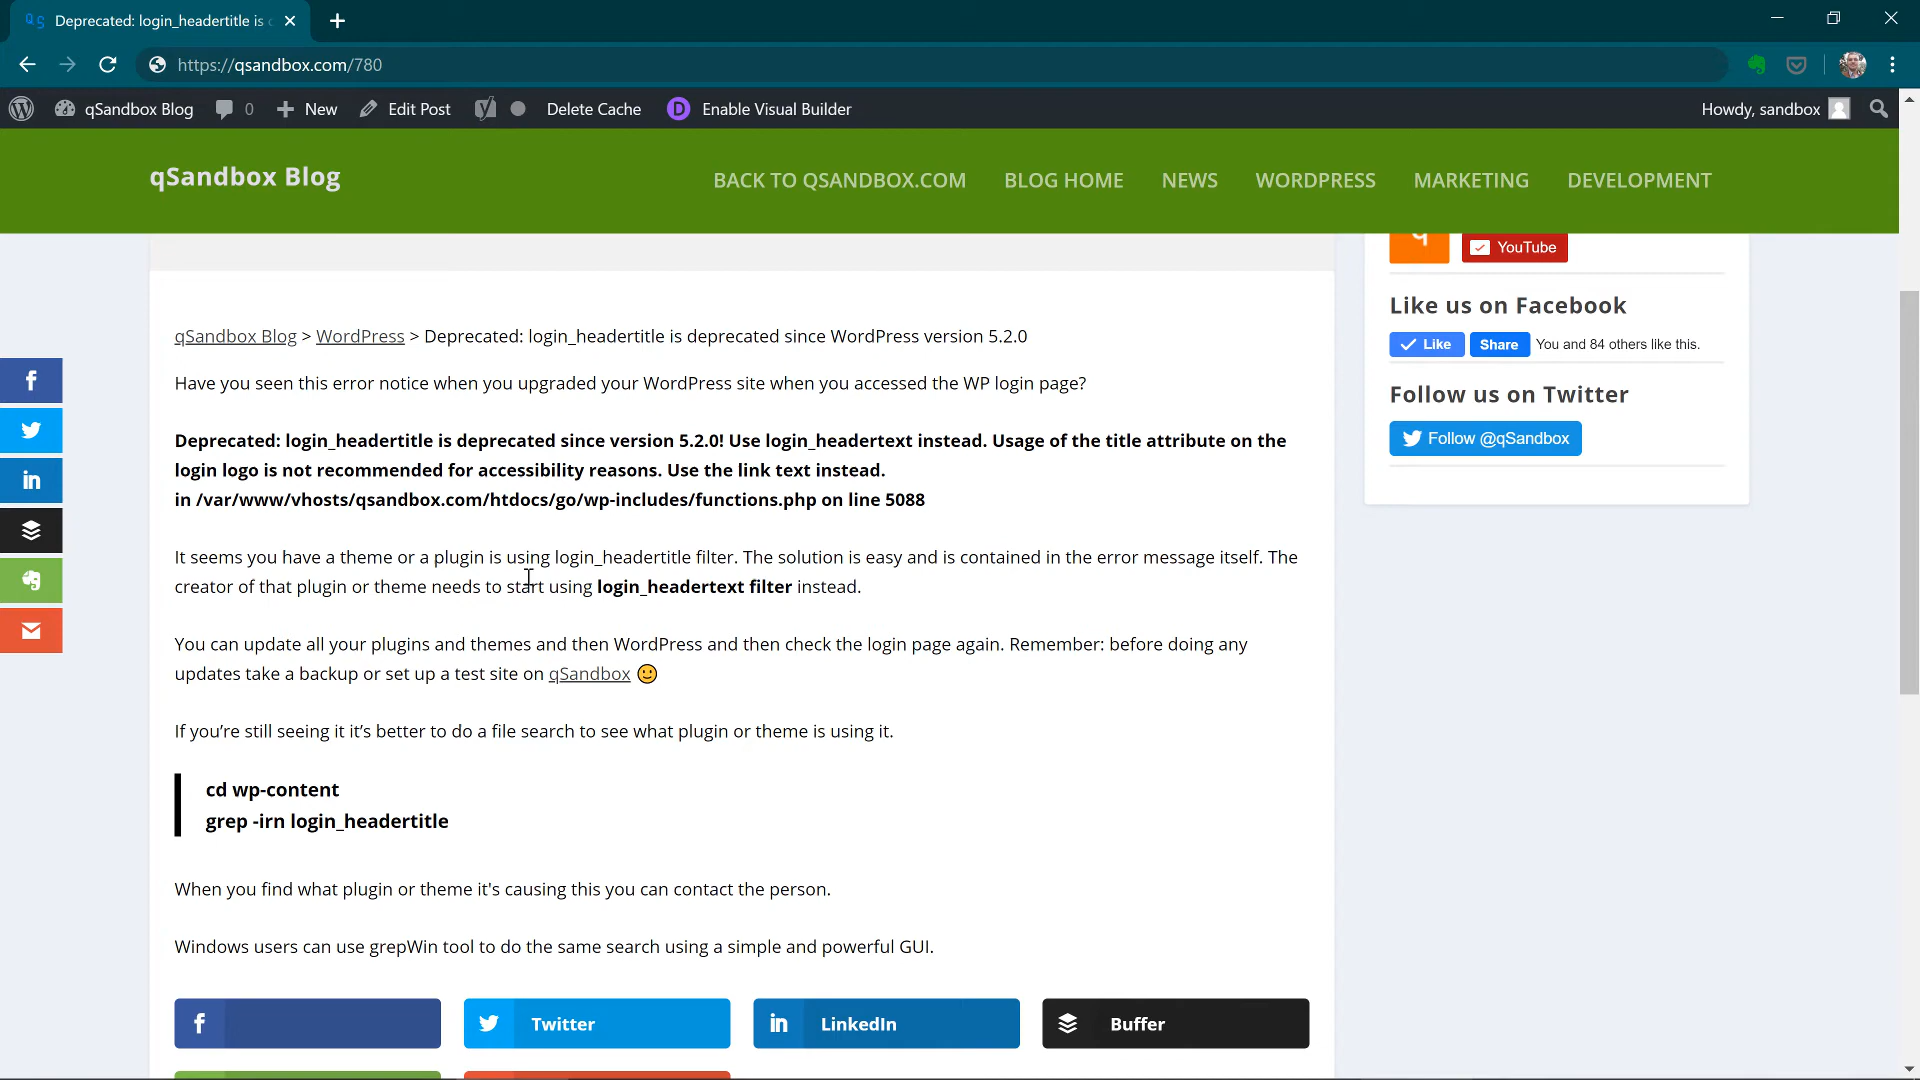 Deprecated: login_headertitle is
https://qsandbox.com/780
qSandbox Blog 0 New Edit Post Delete Cache D Enable Visual Builder Howdy, sandbox
qSandbox Blog
BACK TO QSANDBOX.COM BLOG HOME NEWS WORDPRESS MARKETING DEVELOPMENT
YouTube
Like us on Facebook
Like Share You and 84 others like this.
Follow us on Twitter
Follow @qSandbox
qSandbox Blog > WordPress > Deprecated: login_headertitle is deprecated since WordPress version 5.2.0
Have you seen this error notice when you upgraded your WordPress site when you accessed the WP login page?
Deprecated: login_headertitle is deprecated since version 5.2.0! Use login_headertext instead. Usage of the title attribute on the
login logo is not recommended for accessibility reasons. Use the link text instead.
in /var/www/vhosts/qsandbox.com/htdocs/go/wp-includes/functions.php on line 5088
It seems you have a theme or a plugin is using login_headertitle filter. The solution is easy and is contained in the error message itself. The
creator of that plugin or theme needs to start using login_headertext filter instead.
You can update all your plugins and themes and then WordPress and then check the login page again. Remember: before doing any
updates take a backup or set up a test site on qSandbox 🙂
If you’re still seeing it it’s better to do a file search to see what plugin or theme is using it.
cd wp-content
grep -irn login_headertitle
When you find what plugin or theme it's causing this you can contact the person.
Windows users can use grepWin tool to do the same search using a simple and powerful GUI.
Twitter LinkedIn Buffer